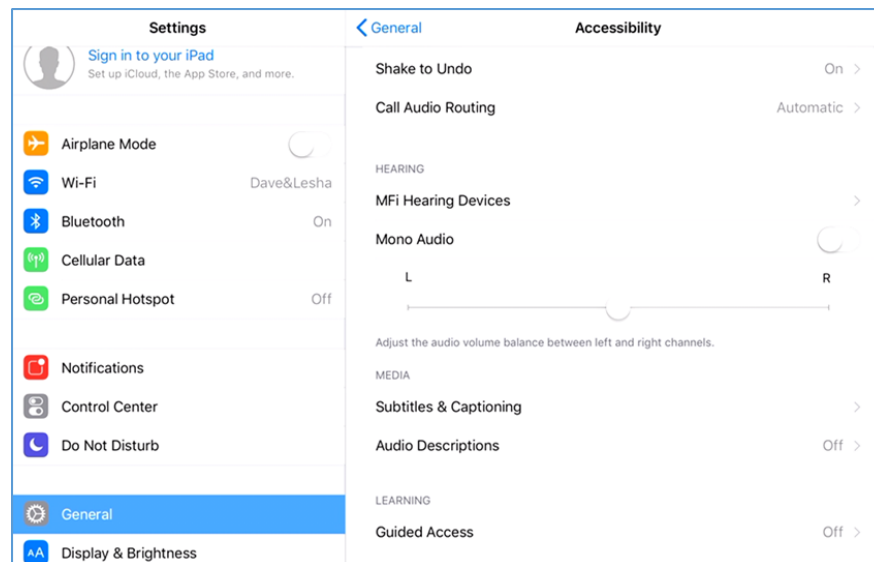 Settings
Sign in to your iPad
Set up iCloud, the App Store, and more.
Airplane Mode
Wi-Fi Dave&Lesha
Bluetooth On
Cellular Data
Personal Hotspot Off
Notifications
Control Center
Do Not Disturb
General
AA Display & Brightness
General Accessibility
Shake to Undo On
Call Audio Routing Automatic
HEARING
MFi Hearing Devices
Mono Audio
L R
Adjust the audio volume balance between left and right channels.
MEDIA
Subtitles & Captioning
Audio Descriptions Off
LEARNING
Guided Access Off